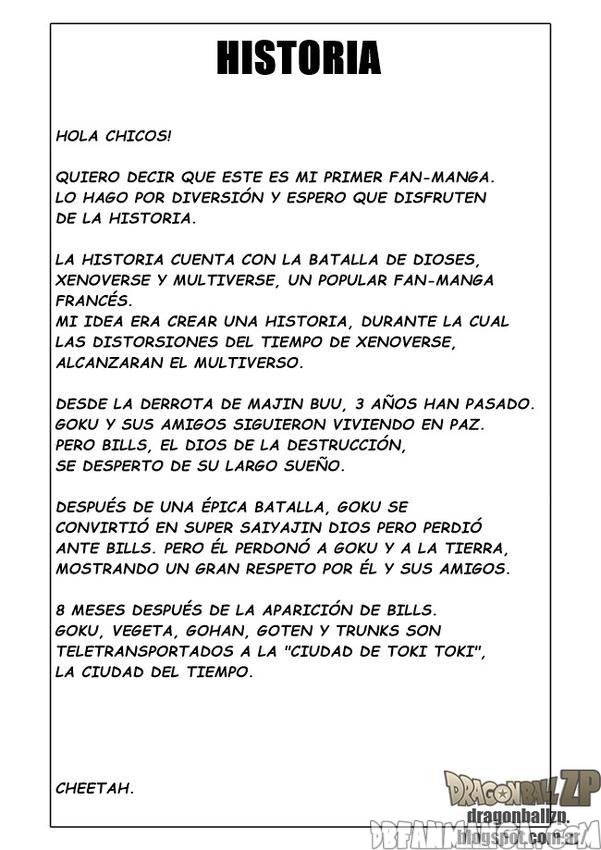 HISTORIA
HOLA CHICOS!
QUIERO DECIR QUE ESTE ES MI PRIMER FAN-MANGA.
LO HAGO POR DIVERSIÓN Y ESPERO QUE DISFRUTEN
DE LA HISTORIA.
LA HISTORIA CUENTA CON LA BATALLA DE DIOSES,
XENOVERSE Y MULTIVERSE, UN POPULAR FAN-MANGA
FRANCÉS.
MI IDEA ERA CREAR UNA HISTORIA, DURANTE LA CUAL
LAS DISTORSIONES DEL TIEMPO DE XENOVERSE,
ALCANZARAN EL MULTIVERSO.
DESDE LA DERROTA DE MAJIN BUU, 3 AÑOS HAN PASADO.
GOKU Y SUS AMIGOS SIGUIERON VIVIENDO EN PAZ.
PERO BILLS, EL DIOS DE LA DESTRUCCIÓN,
SE DESPERTO DE SU LARGO SUEÑO.
DESPUÉS DE UNA ÉPICA BATALLA, GOKU SE
CONVIRTIÓ EN SUPER SAIYAJIN DIOS PERO PERDIÓ
ANTE BILLS. PERO ÉL PERDONÓ A GOKU Y A LA TIERRA,
MOSTRANDO UN GRAN RESPETO POR ÉL Y SUS AMIGOS.
8 MESES DESPUÉS DE LA APARICIÓN DE BILLS.
GOKU, VEGETA, GOHAN, GOTEN Y TRUNKS SON
TELETRANSPORTADOS A LA "CIUDAD DE TOKI TOKI",
LA CIUDAD DEL TIEMPO.
CHEETAH.
DRAGONBALL ZP
dragonballzp.
blogspot.com.ar
DBFANMANGA.COM